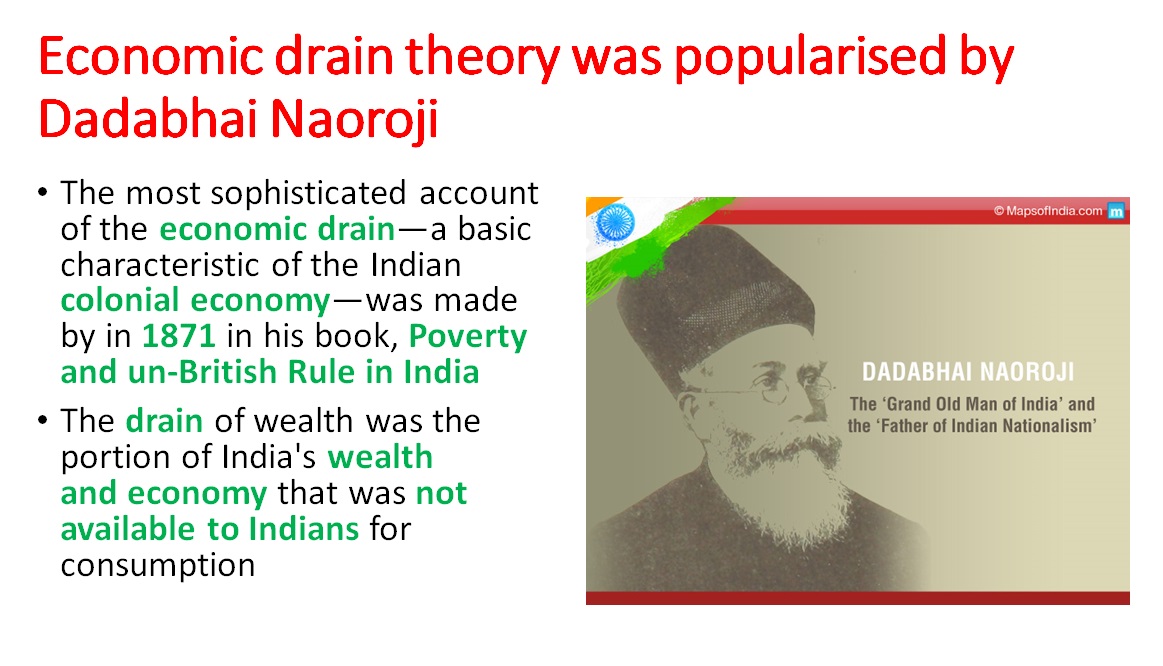 Economic drain theory was popularised by
Dadabhai Naoroji
• The most sophisticated account
of the economic drain—a basic
characteristic of the Indian
colonial economy—was made
by in 1871 in his book, Poverty
and un-British Rule in India
• The drain of wealth was the
portion of India's wealth
and economy that was not
available to Indians for
consumption
© MapsofIndia.com m
DADABHAI NAOROJI
The ‘Grand Old Man of India’ and
the ‘Father of Indian Nationalism’